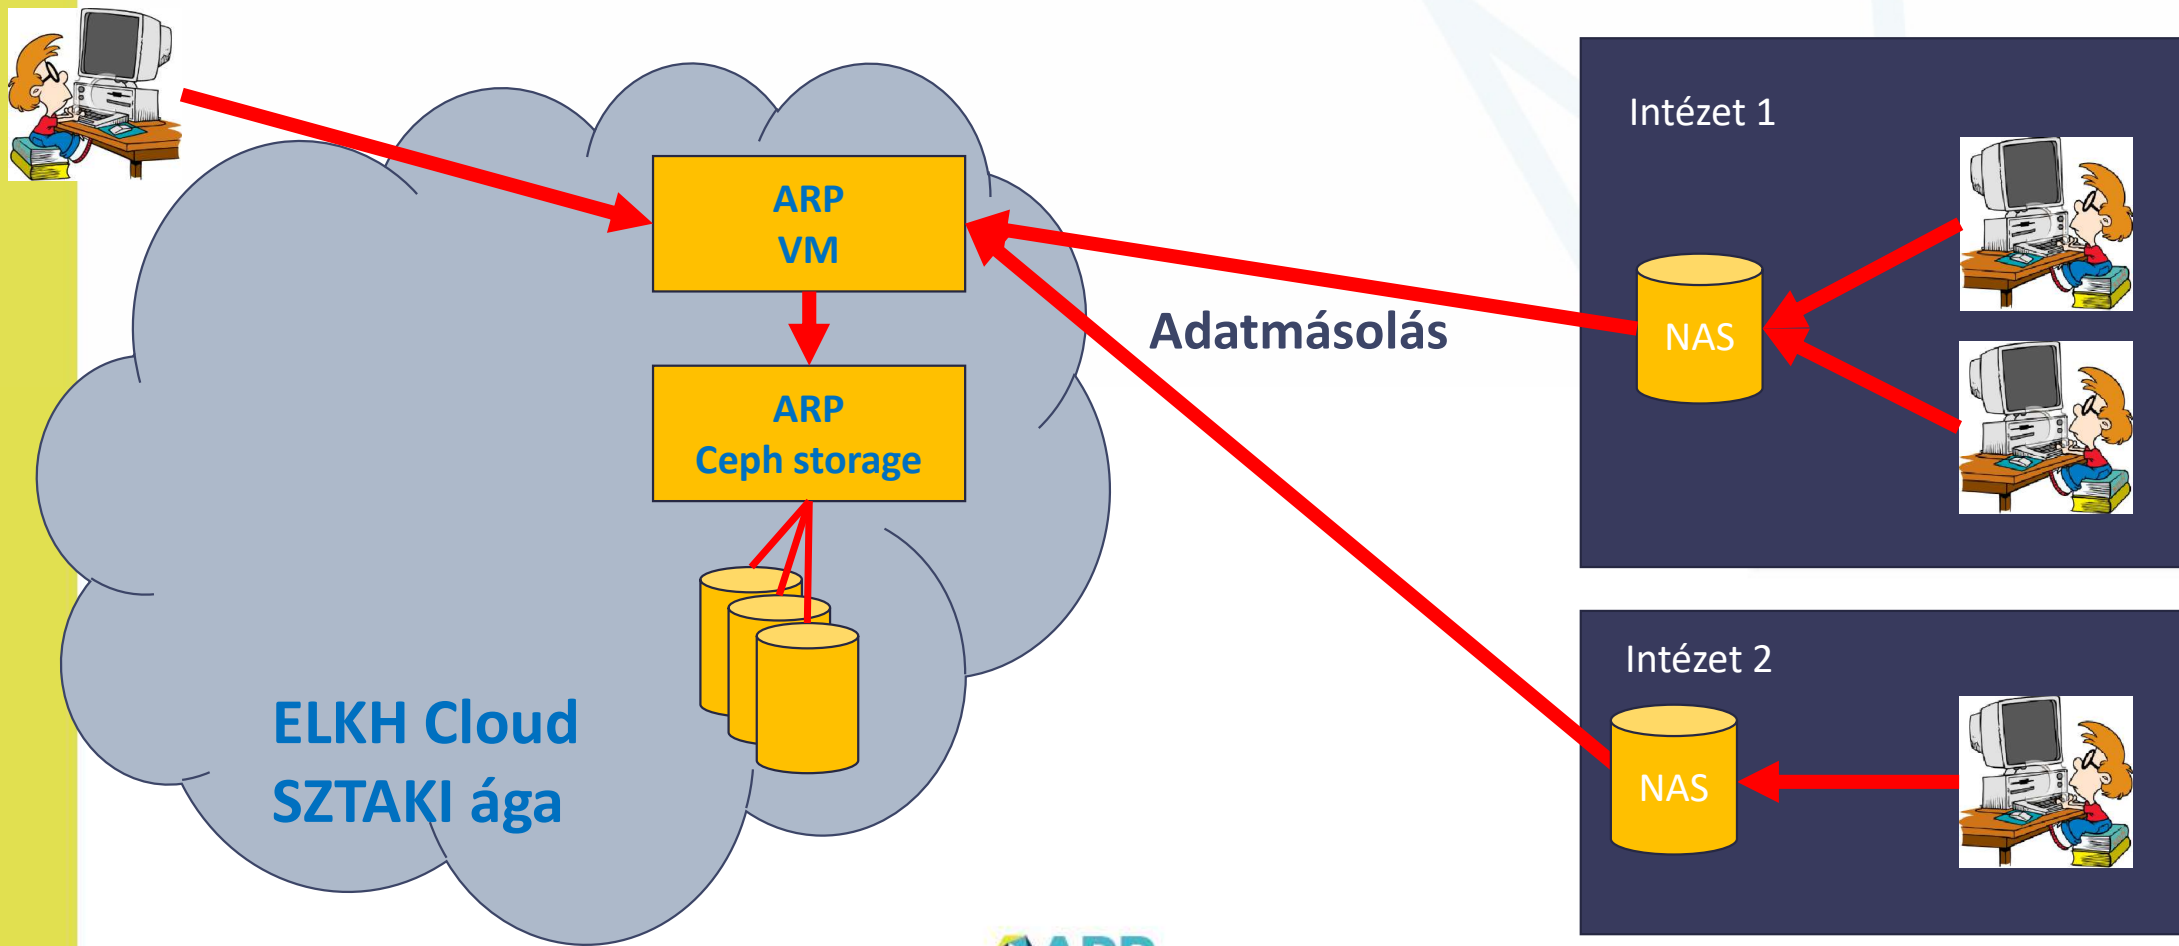 Intézet 1
ARP
VM
Adatmásolás
NAS
ARP
Ceph storage
Intézet 2
ELKH Cloud
SZTAKI ága
NAS